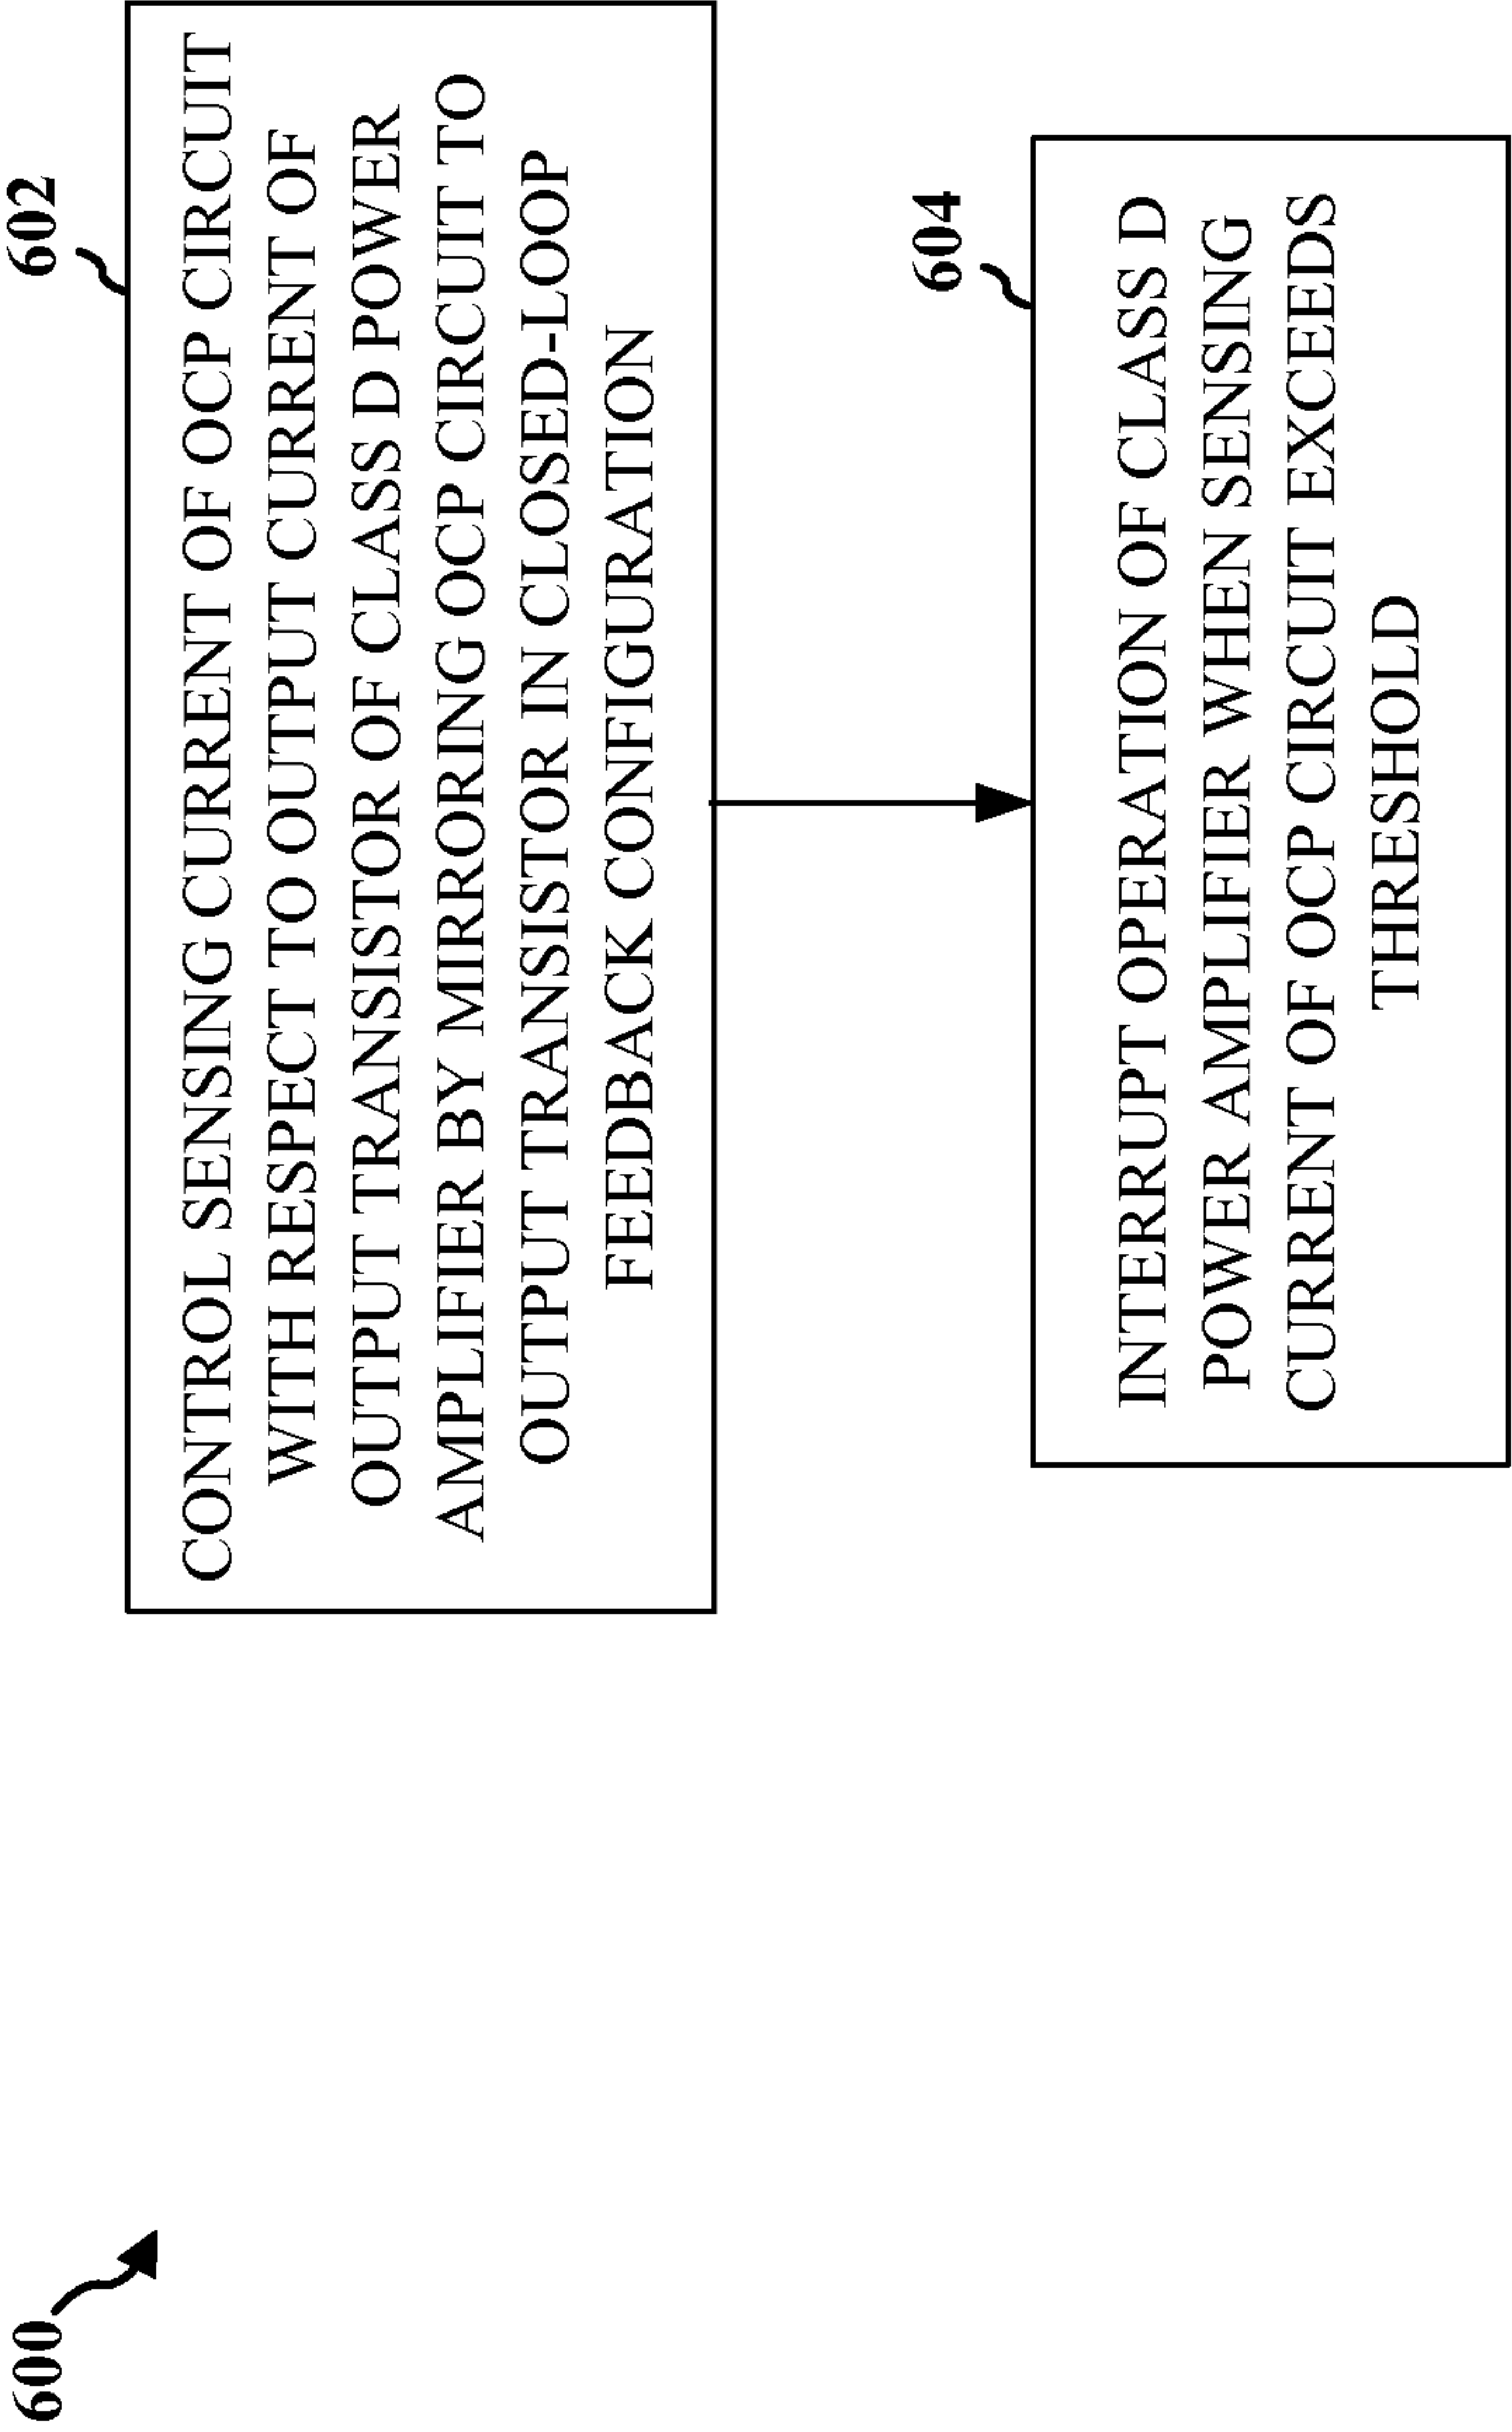 600
602
CONTROL SENSING CURRENT OF OCP CIRCUIT
WITH RESPECT TO OUTPUT CURRENT OF
OUTPUT TRANSISTOR OF CLASS D POWER
AMPLIFIER BY MIRRORING OCP CIRCUIT TO
OUTPUT TRANSISTOR IN CLOSED-LOOP
FEEDBACK CONFIGURATION
604
INTERRUPT OPERATION OF CLASS D
POWER AMPLIFIER WHEN SENSING
CURRENT OF OCP CIRCUIT EXCEEDS
THRESHOLD